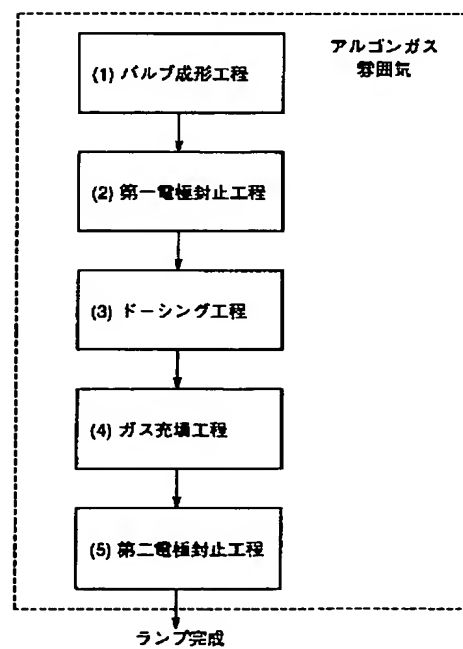 アルゴンガス
雰囲気
(1) バルブ成形工程
(2) 第一電極封止工程
(3) ドーシング工程
(4) ガス充填工程
(5) 第二電極封止工程
ランプ完成